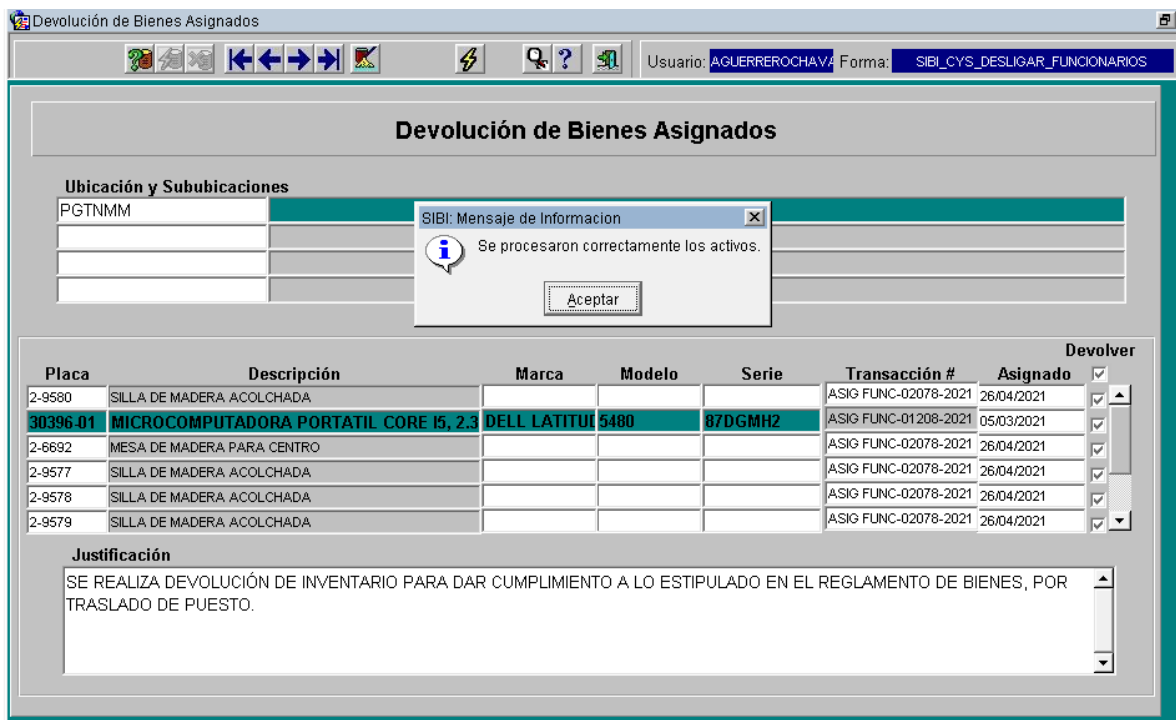 Devolución de Bienes Asignados
Usuario: AGUERREROCHAVA Forma: SIBI_CYS_DESLIGAR_FUNCIONARIOS
Devolución de Bienes Asignados
Ubicación y Sububicaciones
PGTNMM
SIBI: Mensaje de Informacion
Se procesaron correctamente los activos.
Aceptar
Devolver
Placa Descripción Marca Modelo Serie Transacción # Asignado
2-9580 SILLA DE MADERA ACOLCHADA ASIG FUNC-02078-2021 26/04/2021
30396-01 MICROCOMPUTADORA PORTATIL CORE I5, 2.3 DELL LATITUD 5480 87DGMH2 ASIG FUNC-01208-2021 05/03/2021
2-6692 MESA DE MADERA PARA CENTRO ASIG FUNC-02078-2021 26/04/2021
2-9577 SILLA DE MADERA ACOLCHADA ASIG FUNC-02078-2021 26/04/2021
2-9578 SILLA DE MADERA ACOLCHADA ASIG FUNC-02078-2021 26/04/2021
2-9579 SILLA DE MADERA ACOLCHADA ASIG FUNC-02078-2021 26/04/2021
Justificación
SE REALIZA DEVOLUCIÓN DE INVENTARIO PARA DAR CUMPLIMIENTO A LO ESTIPULADO EN EL REGLAMENTO DE BIENES, POR
TRASLADO DE PUESTO.